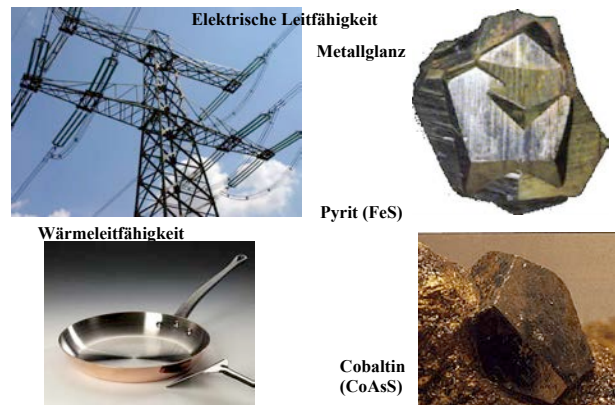 Elektrische Leitfähigkeit
Metallglanz
Pyrit (FeS)
Wärmeleitfähigkeit
Cobaltin
(CoAsS)